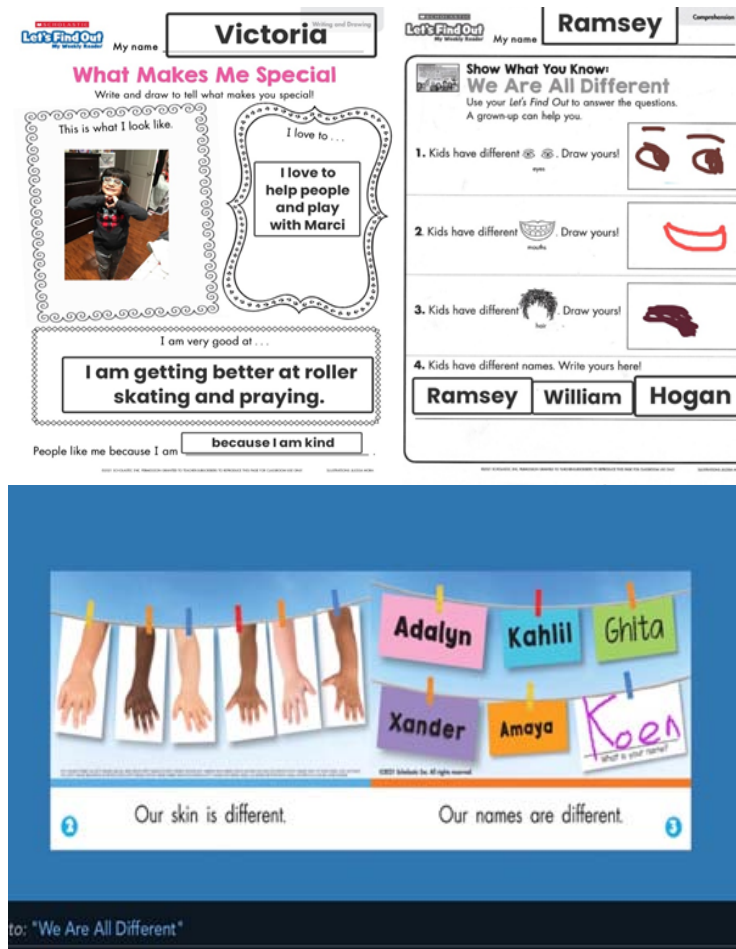 SCHOLASTIC
Let's Find Out
My Weekly Reader
My name
Victoria
Writing and Drawing
What Makes Me Special
Write and draw to tell what makes you special!
This is what I look like.
I love to . . .
I love to
help people
and play
with Marci
I am very good at . . .
I am getting better at roller
skating and praying.
People like me because I am
because I am kind
.
SCHOLASTIC
Let's Find Out
My Weekly Reader
My name
Ramsey
Comprehension
Show What You Know:
We Are All Different
Use your Let's Find Out to answer the questions.
A grown-up can help you.
1. Kids have different
eyes
. Draw yours!
2. Kids have different
mouths
. Draw yours!
3. Kids have different
hair
. Draw yours!
4. Kids have different names. Write yours here!
Ramsey William Hogan
Adalyn
Kahlil
Ghita
Xander
Amaya
Koen
What is your name?
©2021 Scholastic Inc. All rights reserved.
2
Our skin is different.
Our names are different.
3
to: "We Are All Different"